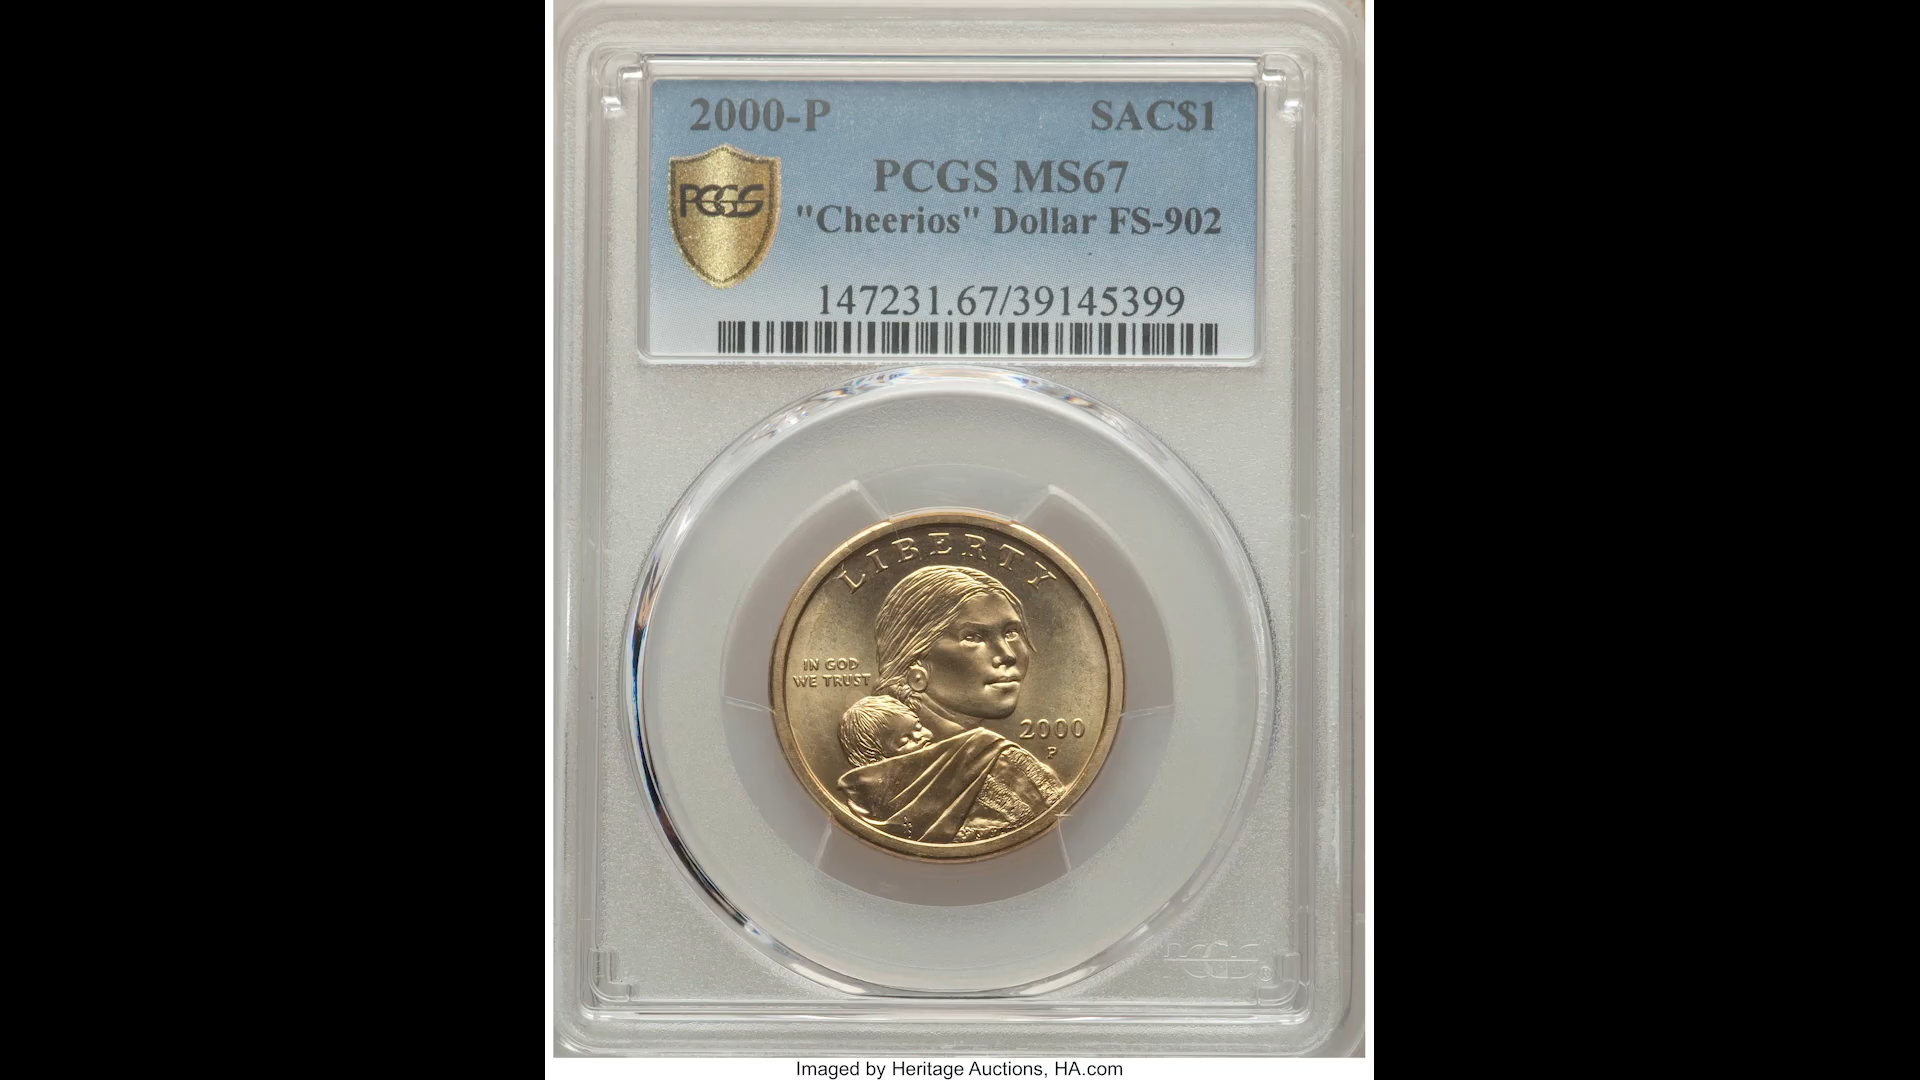 2000-P SAC$1
PCGS MS67
PCGS
"Cheerios" Dollar FS-902
147231.67/39145399
LIBERTY
IN GOD
WE TRUST
2000
P
PCGS
Imaged by Heritage Auctions, HA.com